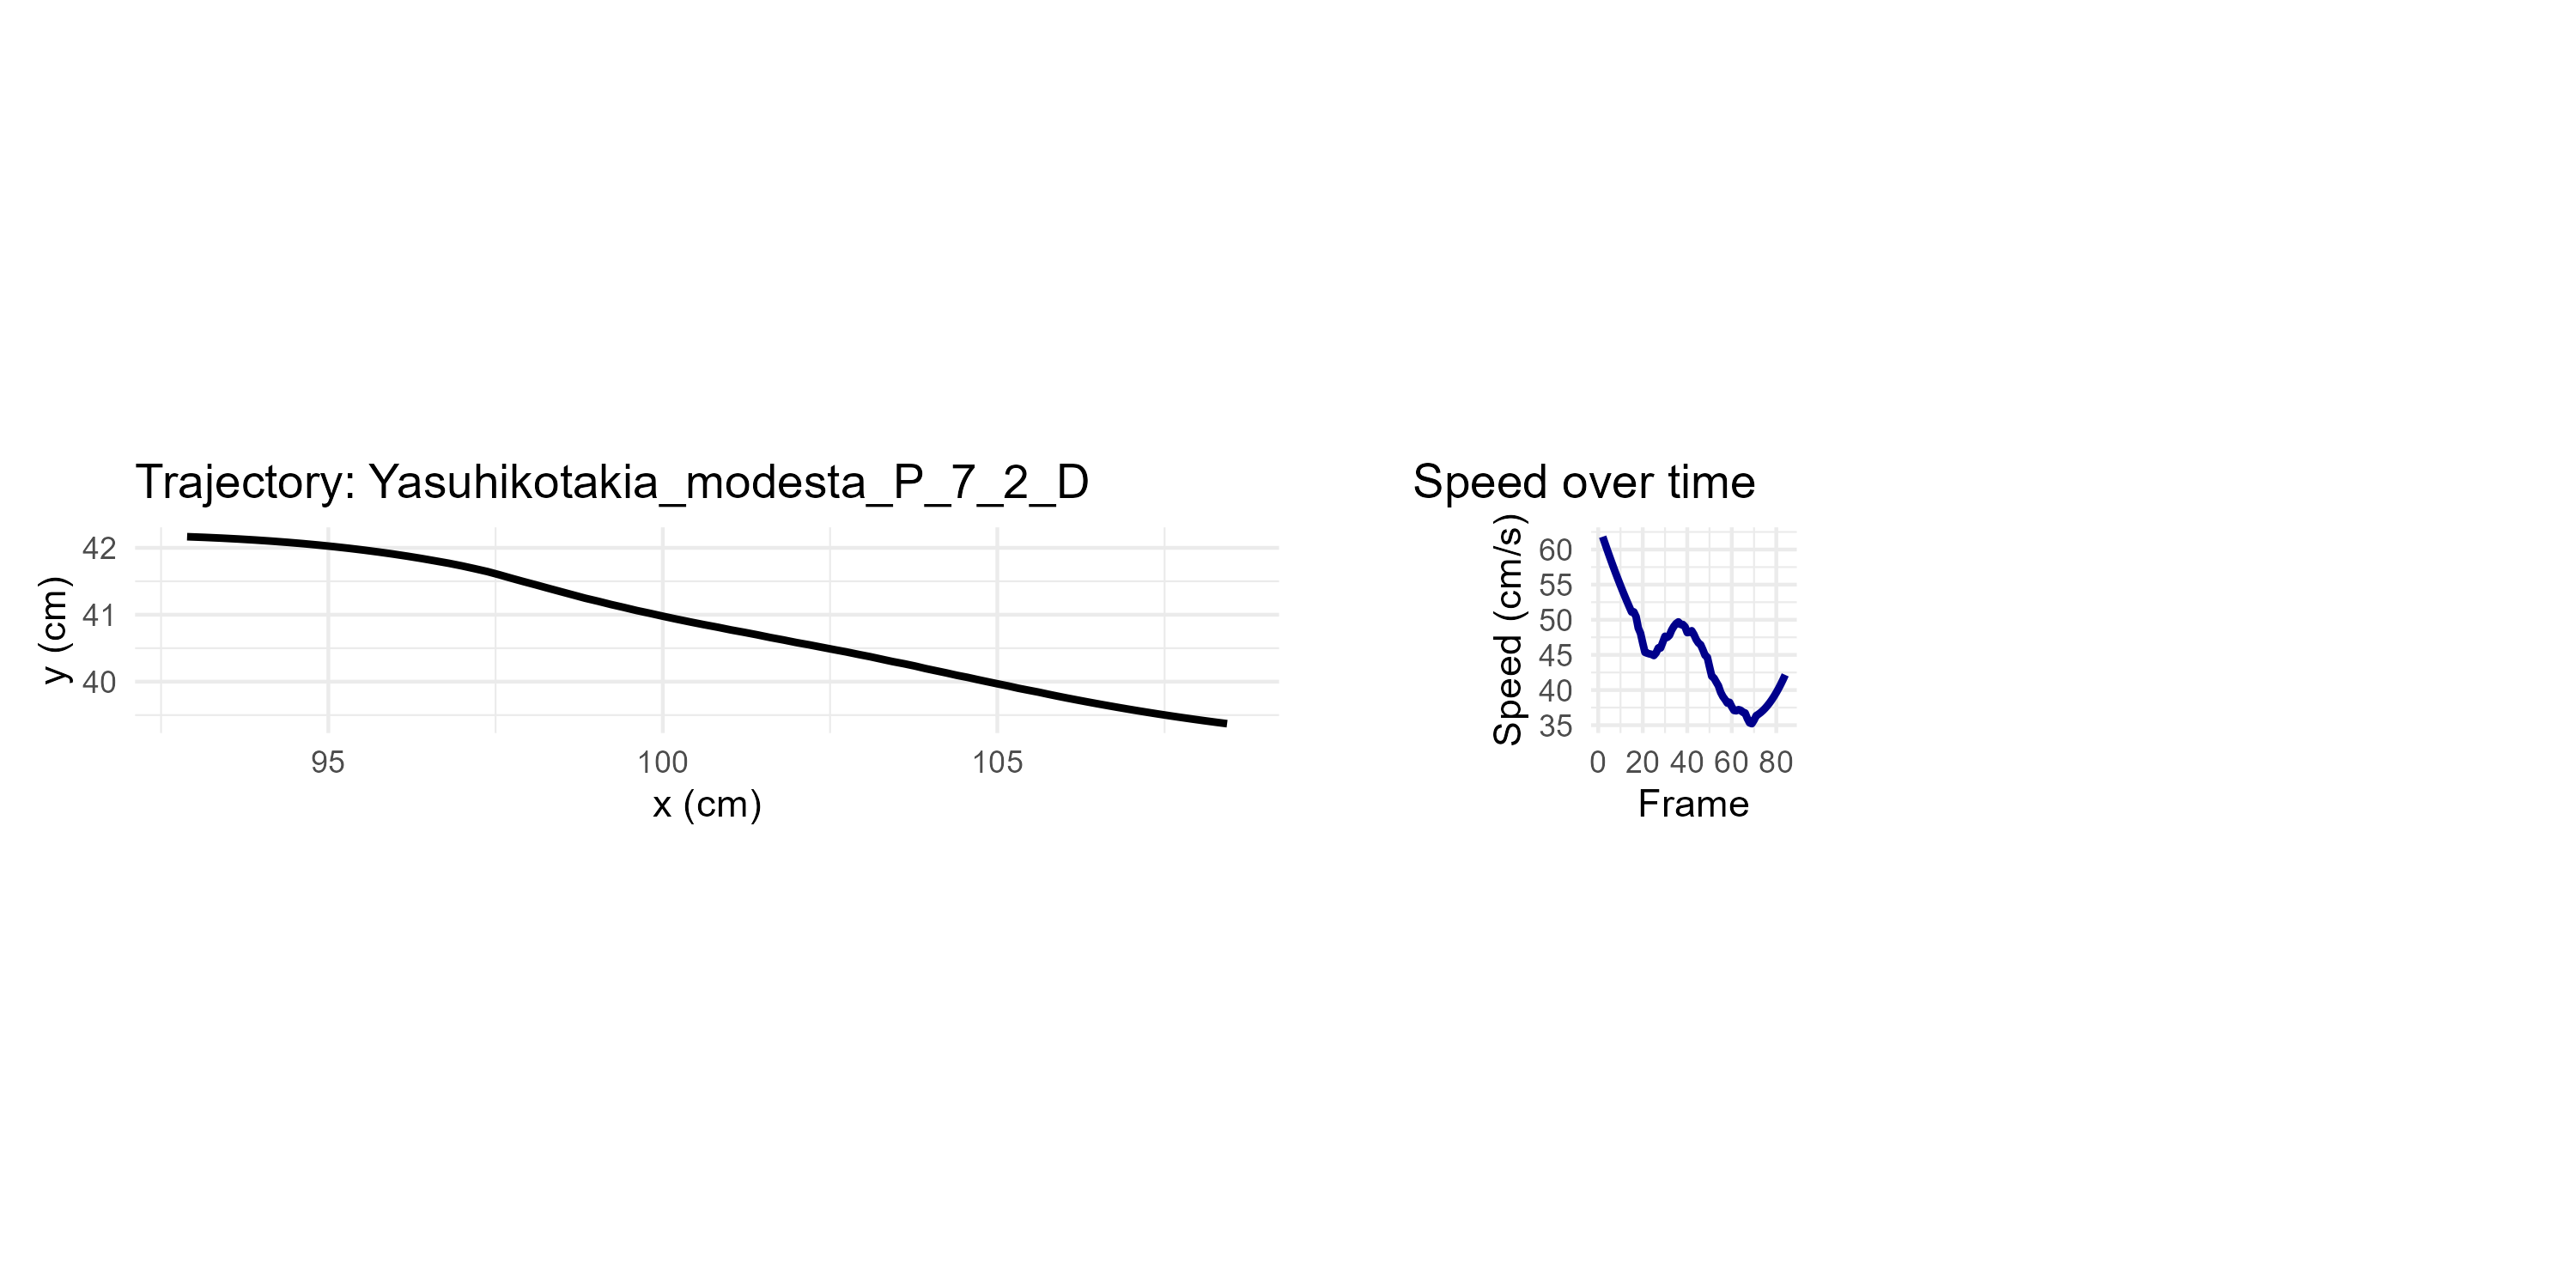 Trajectory: Yasuhikotakia_modesta_P_7_2_D
y (cm)
42
41
40
95 100 105
x (cm)
Speed over time
Speed (cm/s)
60
55
50
45
40
35
0 20 40 60 80
Frame